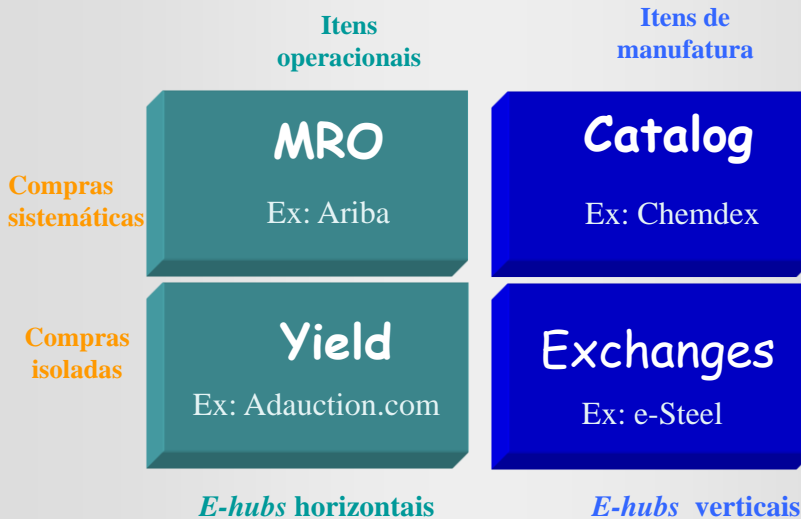 Itens
operacionais
Itens de
manufatura
Compras
sistemáticas
MRO
Ex: Ariba
Catalog
Ex: Chemdex
Compras
isoladas
Yield
Ex: Adauction.com
Exchanges
Ex: e-Steel
E-hubs horizontais
E-hubs verticais